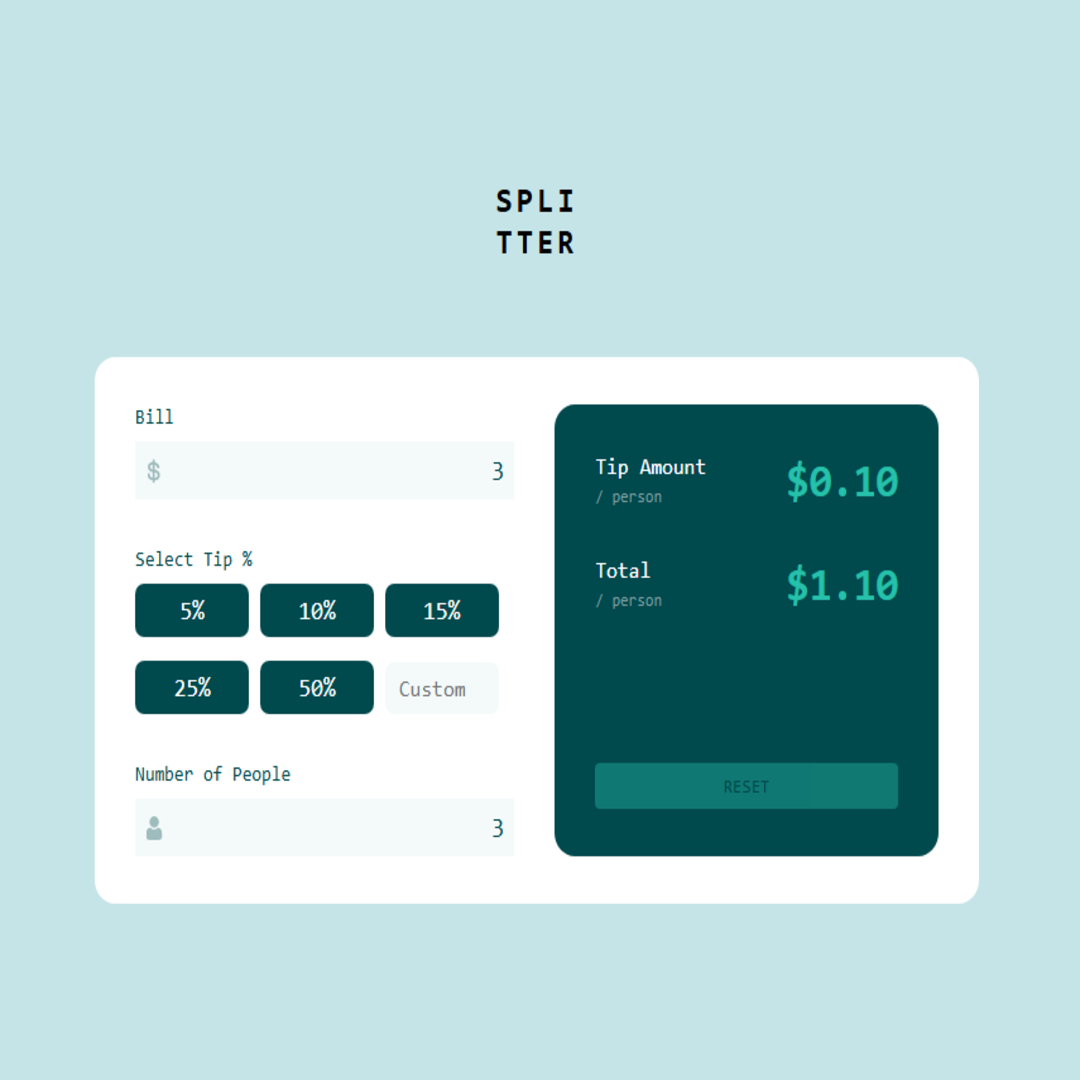 SPLI
TTER
Bill
$ 3
Select Tip %
5% 10% 15%
25% 50% Custom
Number of People
3
Tip Amount
/ person
$0.10
Total
/ person
$1.10
RESET